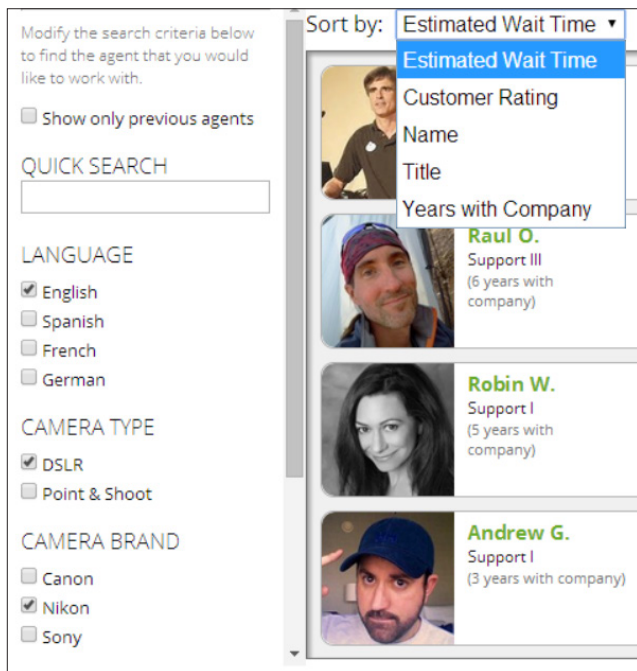 Modify the search criteria below
to find the agent that you would
like to work with.
Show only previous agents
QUICK SEARCH
LANGUAGE
English
Spanish
French
German
CAMERA TYPE
DSLR
Point & Shoot
CAMERA BRAND
Canon
Nikon
Sony
Sort by: Estimated Wait Time
Estimated Wait Time
Customer Rating
Name
Title
Years with Company
Raul O.
Support III
(6 years with
company)
Robin W.
Support I
(5 years with
company)
Andrew G.
Support I
(3 years with company)